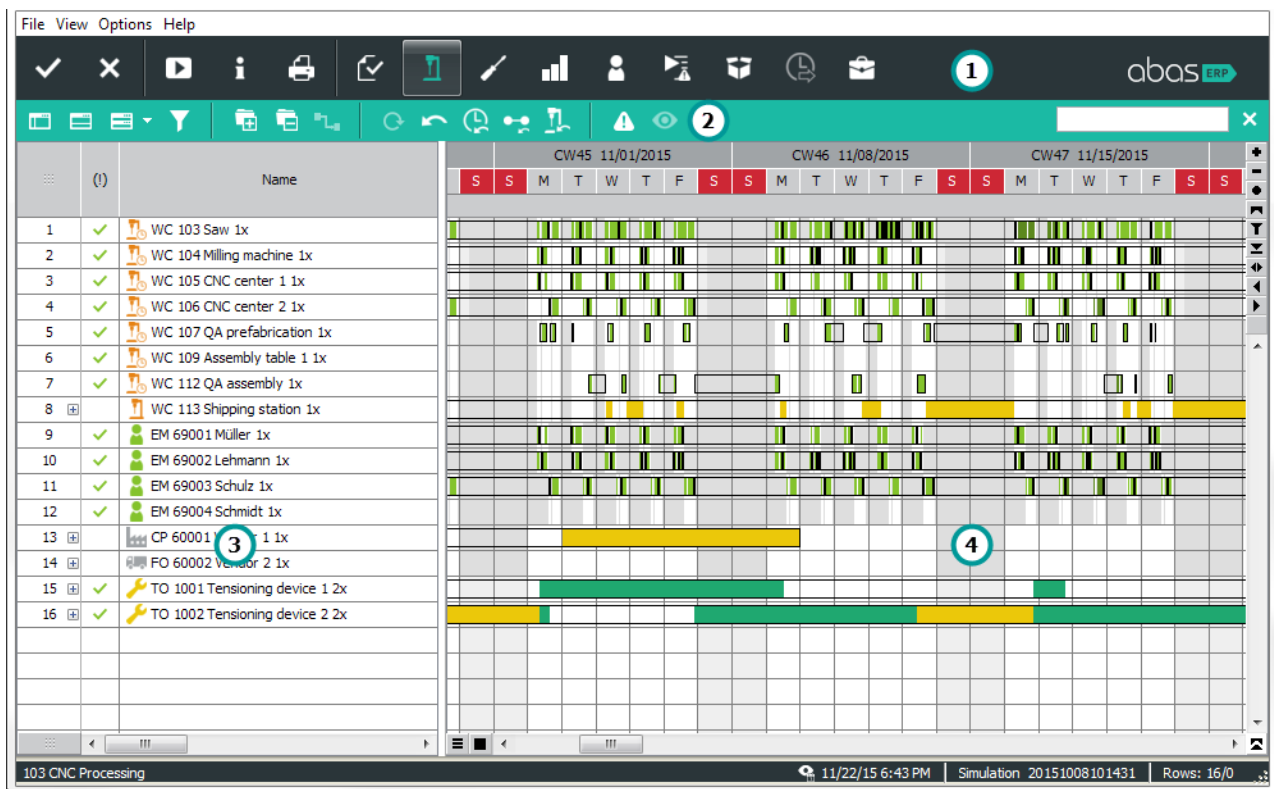 File View Options Help
1
abas ERP
2
(!) Name
CW45 11/01/2015 CW46 11/08/2015 CW47 11/15/2015
S S M T W T F S S M T W T F S S M T W T F S S
1 WC 103 Saw 1x
2 WC 104 Milling machine 1x
3 WC 105 CNC center 1 1x
4 WC 106 CNC center 2 1x
5 WC 107 QA prefabrication 1x
6 WC 109 Assembly table 1 1x
7 WC 112 QA assembly 1x
8 WC 113 Shipping station 1x
9 EM 69001 Müller 1x
10 EM 69002 Lehmann 1x
11 EM 69003 Schulz 1x
12 EM 69004 Schmidt 1x
13 CP 60001 1 1x
3
4
14 FO 60002 Vendor 2 1x
15 TO 1001 Tensioning device 1 2x
16 TO 1002 Tensioning device 2 2x
103 CNC Processing 11/22/15 6:43 PM Simulation 20151008101431 Rows: 16/0